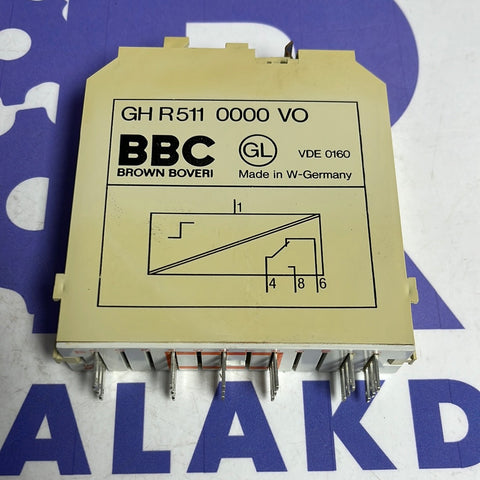 GH R511 0000 VO
BBC
BROWN BOVERI
GL
VDE 0160
Made in W-Germany
1
4 8 6
ALAKD